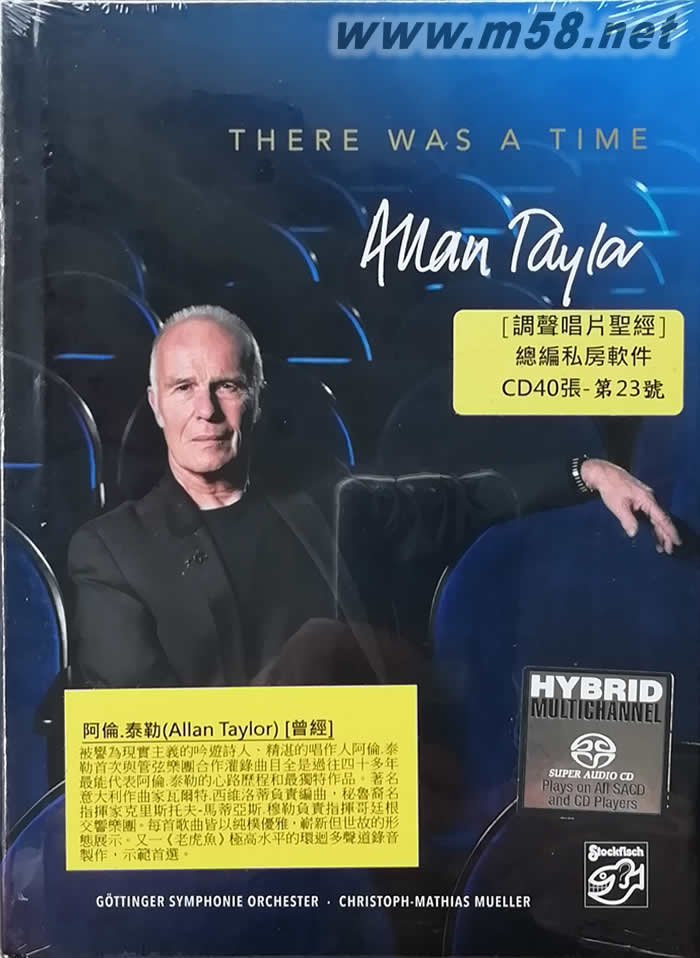 www.m58.net
THERE WAS A TIME
Allan Taylor
[調聲唱片聖經]
總編私房軟件
CD40張-第23號
HYBRID
MULTICHANNEL
SUPER AUDIO CD
Plays on All SACD
and CD Players
阿倫.泰勒(Allan Taylor) [曾經]
被譽為現實主義的吟遊詩人、精湛的唱作人阿倫.泰
勒首次與管弦樂團合作灌錄曲目全是過往四十多年
最能代表阿倫.泰勒的心路歷程和最獨特作品。著名
意大利作曲家瓦爾特.西維洛蒂負責編曲，秘魯裔名
指揮家克里斯托夫-馬蒂亞斯.穆勒負責指揮哥廷根
交響樂團。每首歌曲皆以純樸優雅，嶄新但世故的形
態展示。又一〈老虎魚〉極高水平的環迴多聲道錄音
製作，示範首選。
Stockfisch
GÖTTINGER SYMPHONIE ORCHESTER · CHRISTOPH-MATHIAS MUELLER